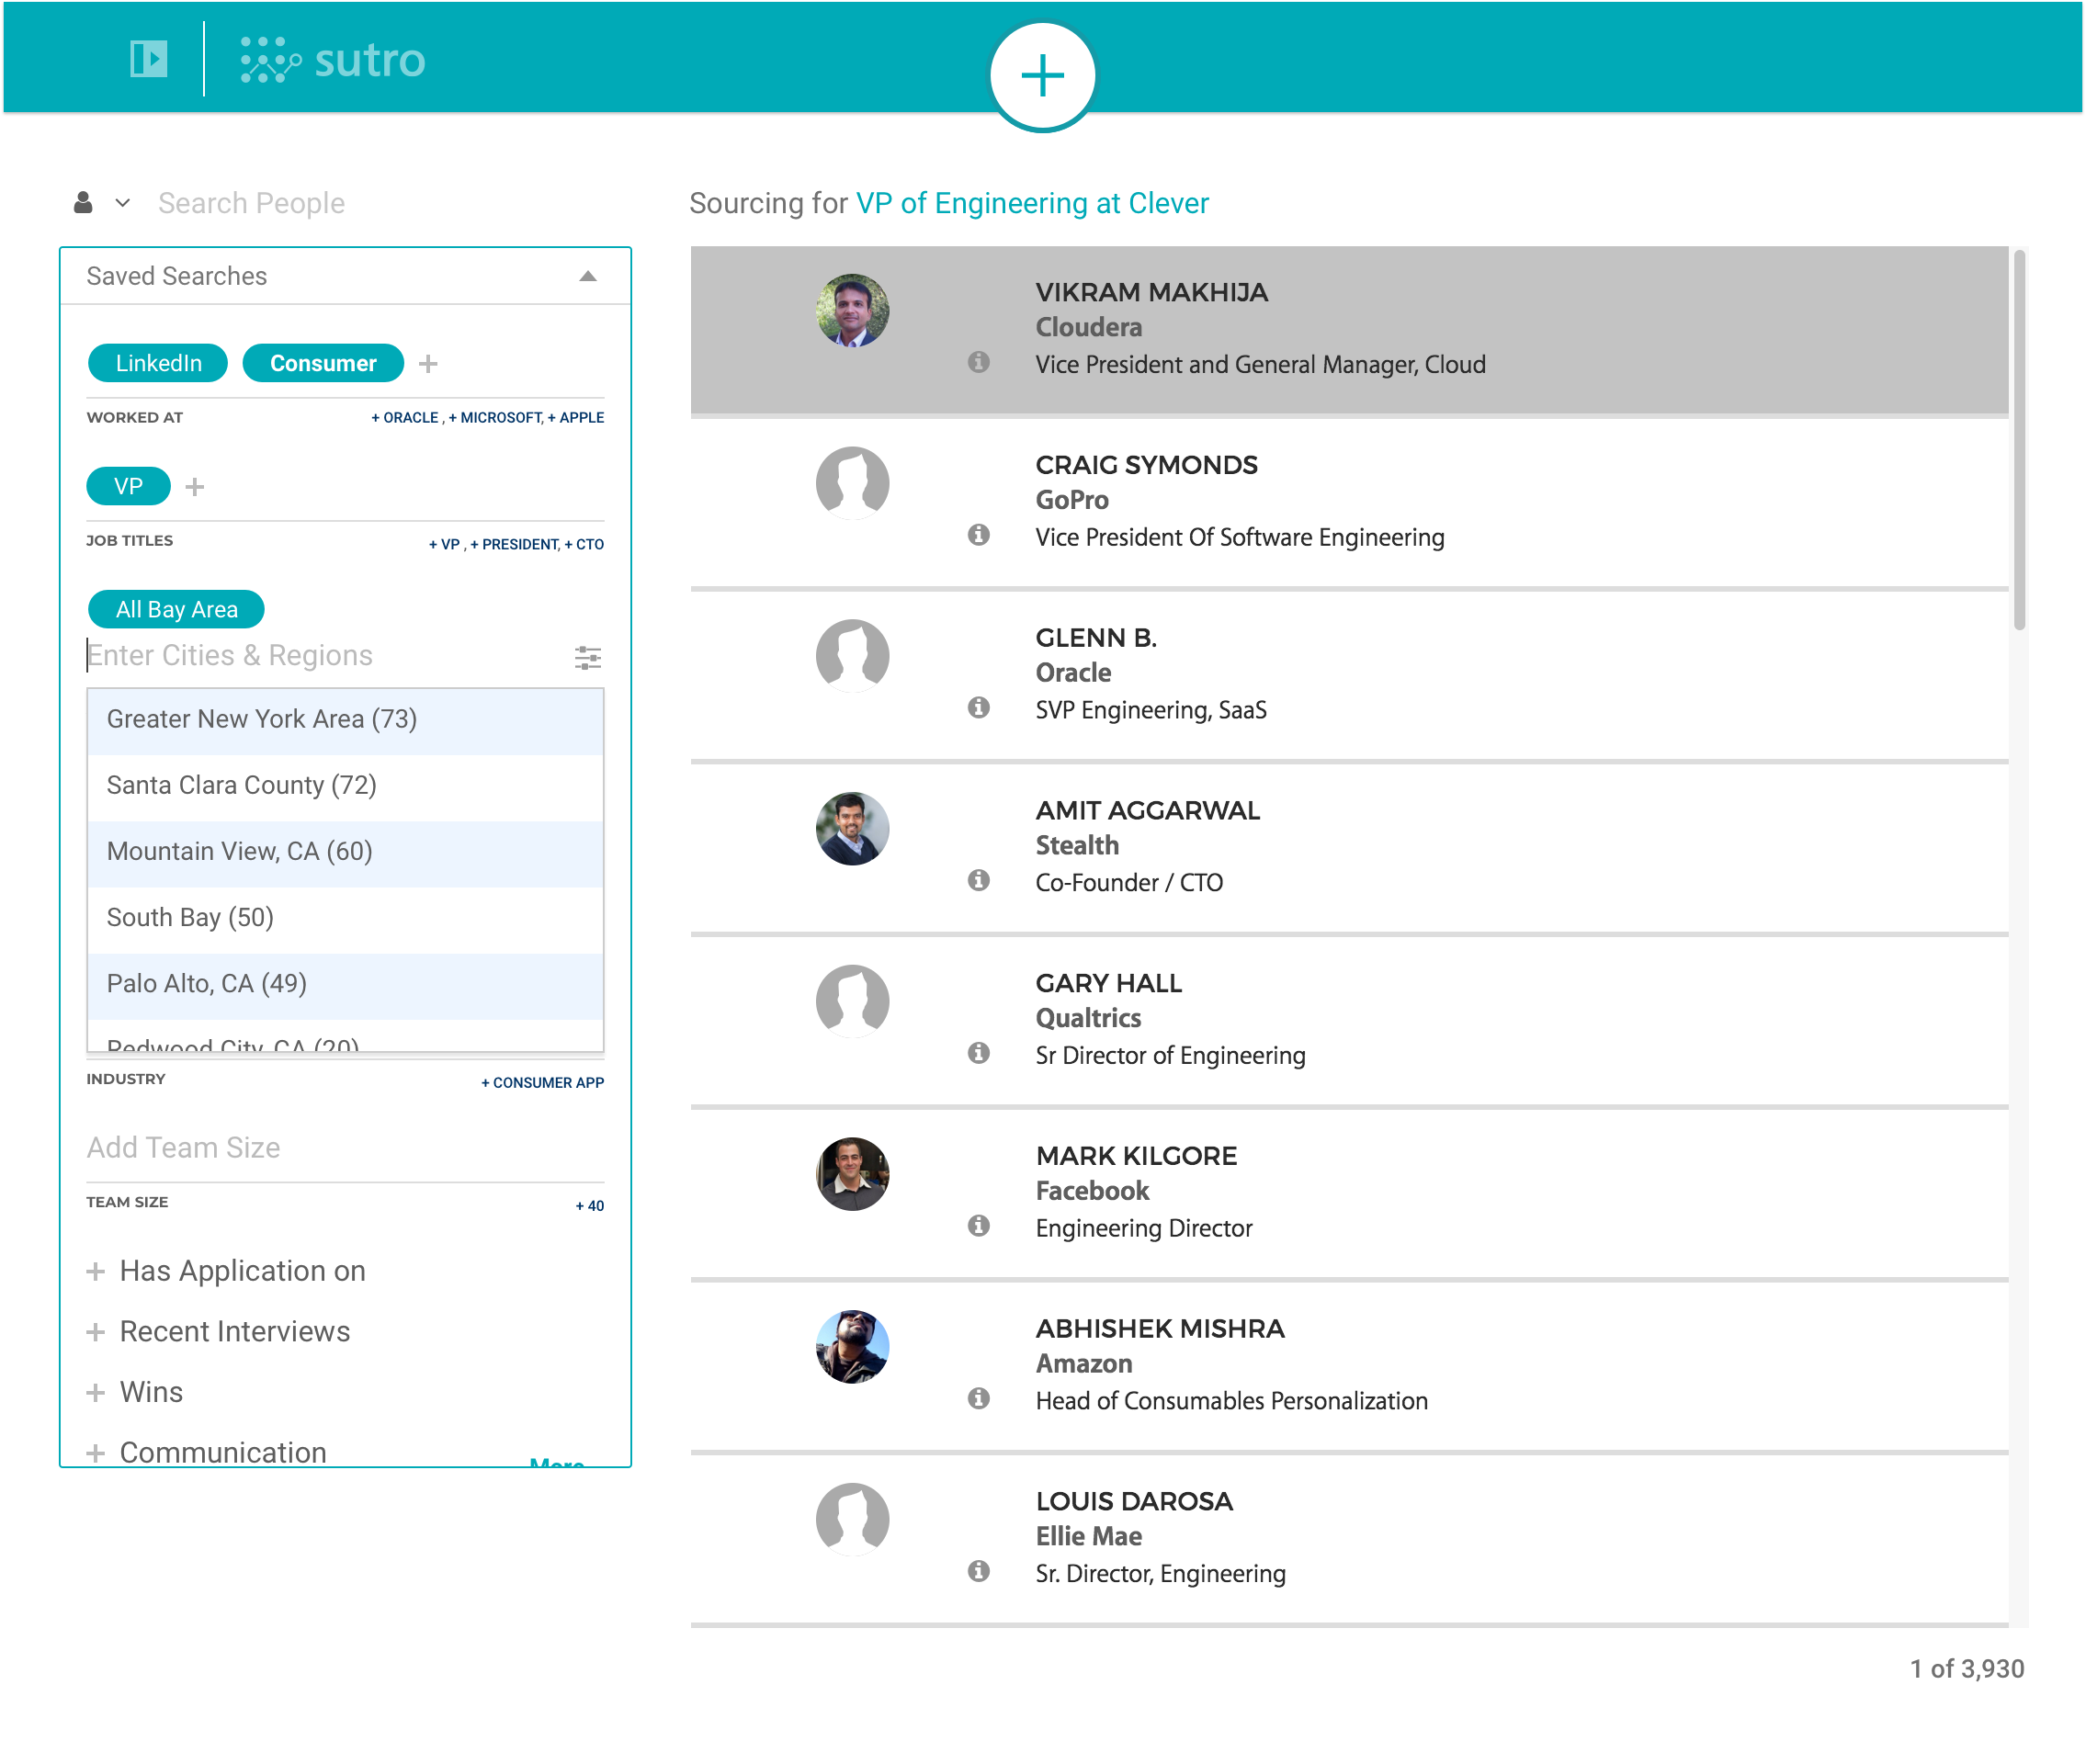 sutro
Search People
Saved Searches
LinkedIn Consumer +
WORKED AT + ORACLE , + MICROSOFT, + APPLE
VP +
JOB TITLES + VP , + PRESIDENT, + CTO
All Bay Area
Enter Cities & Regions
Greater New York Area (73)
Santa Clara County (72)
Mountain View, CA (60)
South Bay (50)
Palo Alto, CA (49)
Redwood City, CA (20)
INDUSTRY + CONSUMER APP
Add Team Size
TEAM SIZE + 40
+ Has Application on
+ Recent Interviews
+ Wins
+ Communication
More
Sourcing for VP of Engineering at Clever
VIKRAM MAKHIJA
Cloudera
Vice President and General Manager, Cloud
CRAIG SYMONDS
GoPro
Vice President Of Software Engineering
GLENN B.
Oracle
SVP Engineering, SaaS
AMIT AGGARWAL
Stealth
Co-Founder / CTO
GARY HALL
Qualtrics
Sr Director of Engineering
MARK KILGORE
Facebook
Engineering Director
ABHISHEK MISHRA
Amazon
Head of Consumables Personalization
LOUIS DAROSA
Ellie Mae
Sr. Director, Engineering
1 of 3,930